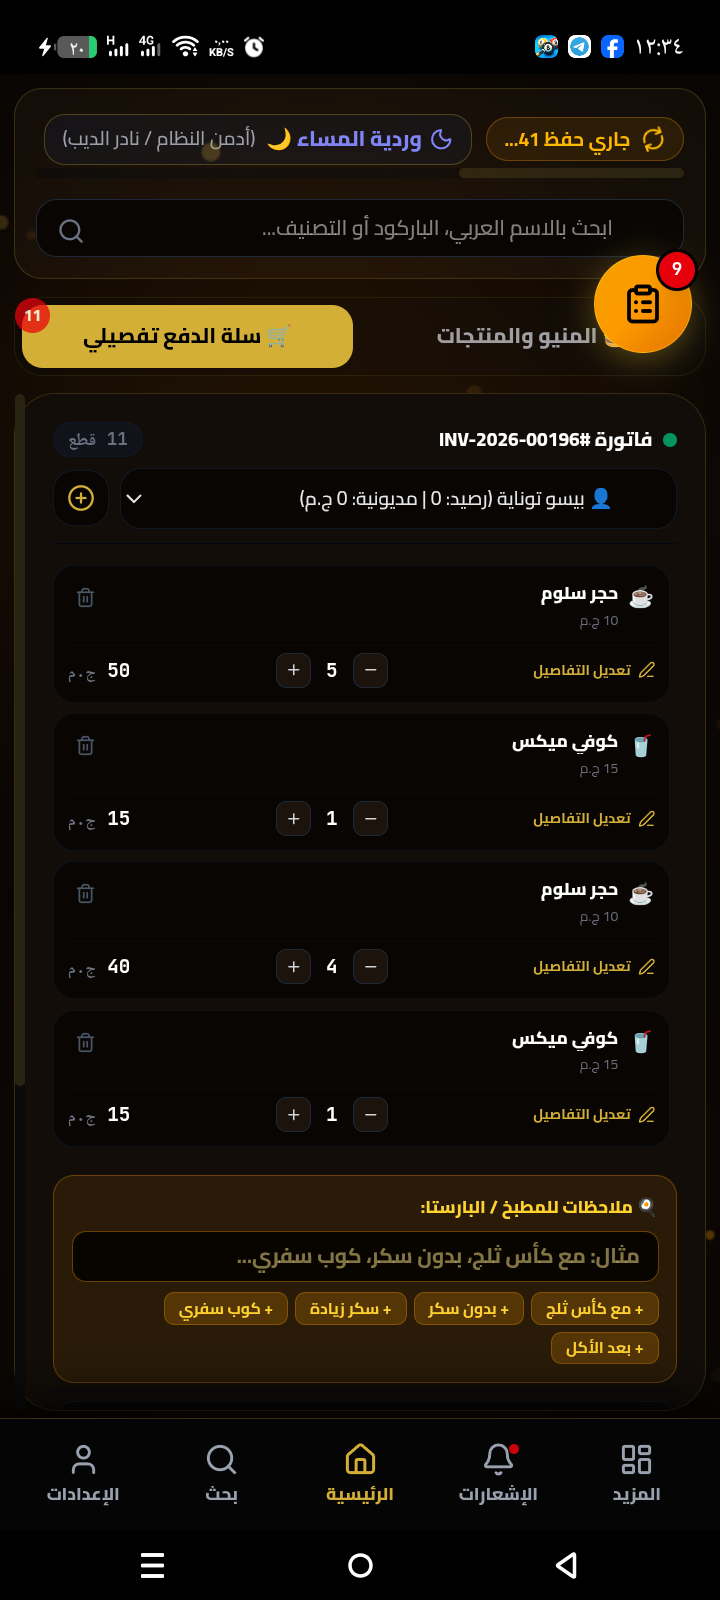 ١٢:٣٤
KB/S
4G
H
٢٠
جاري حفظ 41...
وردية المساء 🌙 (أدمن النظام / نادر الديب)
ابحث بالاسم العربي، الباركود أو التصنيف...
9
المنيو والمنتجات
🛒 سلة الدفع تفصيلي
11
فاتورة #INV-2026-00196
11 قطع
👤 بيسو توناية (رصيد: 0 | مديونية: 0 ج.م)
☕ حجر سلوم
10 ج.م
تعديل التفاصيل
− 5 +
50 ج.م
🥤 كوفي ميكس
15 ج.م
تعديل التفاصيل
− 1 +
15 ج.م
☕ حجر سلوم
10 ج.م
تعديل التفاصيل
− 4 +
40 ج.م
🥤 كوفي ميكس
15 ج.م
تعديل التفاصيل
− 1 +
15 ج.م
🍳 ملاحظات للمطبخ / البارستا:
مثال: مع كأس ثلج، بدون سكر، كوب سفري...
+ مع كأس ثلج
+ بدون سكر
+ سكر زيادة
+ كوب سفري
+ بعد الأكل
المزيد
الإشعارات
الرئيسية
بحث
الإعدادات